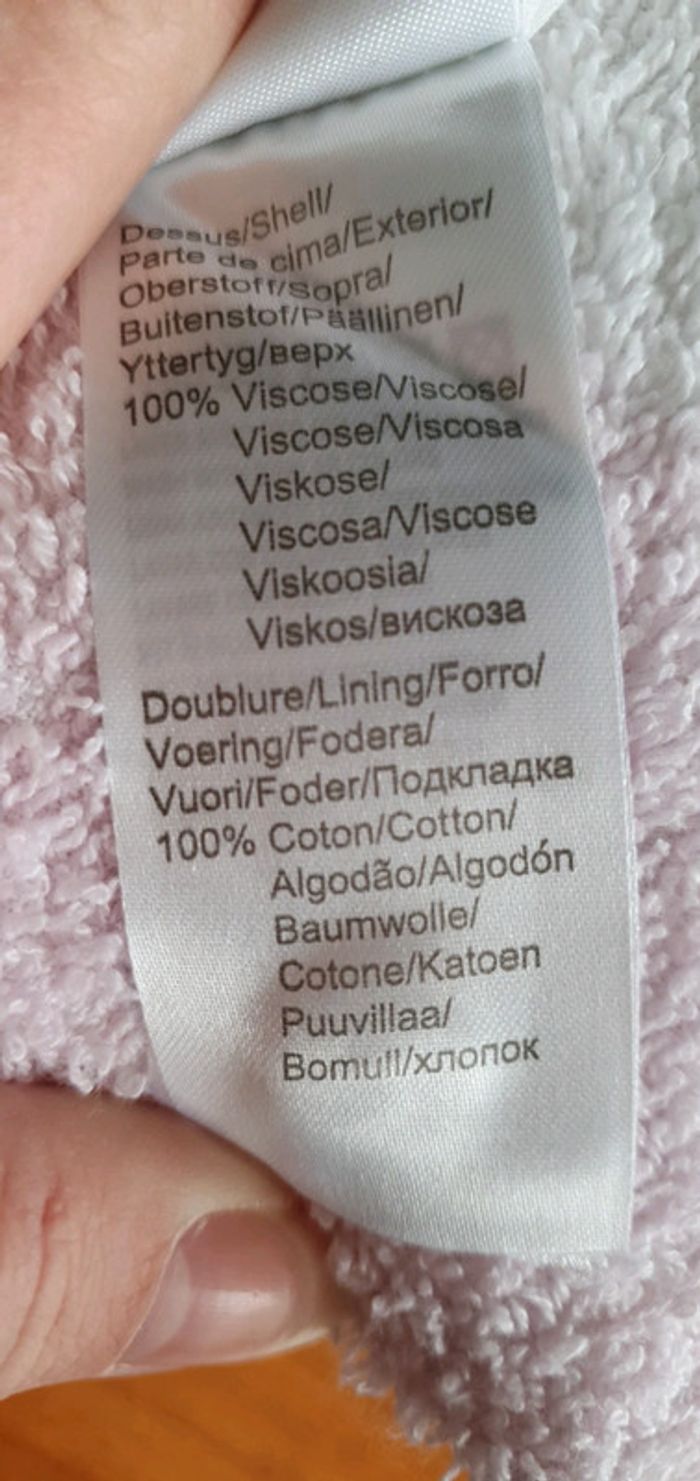 Dessus/Shell/
Parte de cima/Exterior/
Oberstoff/Sopra/
Buitenstof/Päällinen/
Yttertyg/верх
100% Viscose/Viscose/
Viscose/Viscosa
Viskose/
Viscosa/Viscose
Viskoosia/
Viskos/вискоза
Doublure/Lining/Forro/
Voering/Fodera/
Vuori/Foder/Подкладка
100% Coton/Cotton/
Algodão/Algodón
Baumwolle/
Cotone/Katoen
Puuvillaa/
Bomull/хлопок